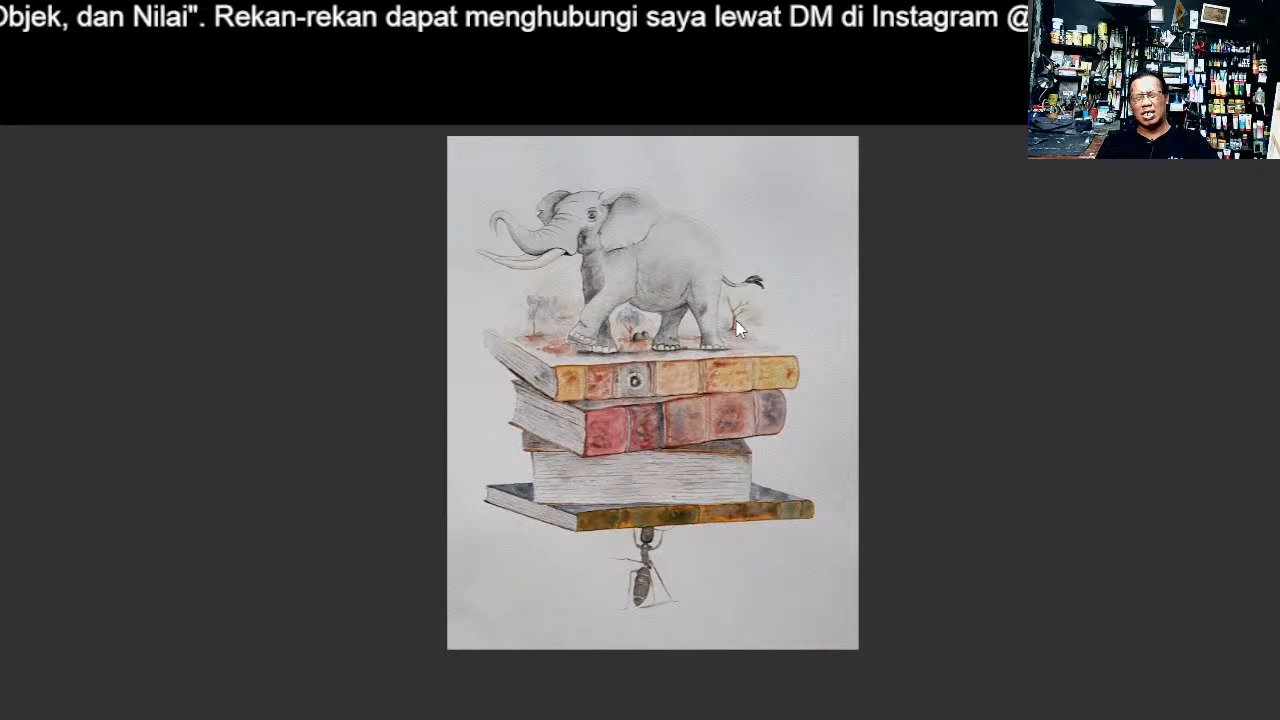 Objek, dan Nilai". Rekan-rekan dapat menghubungi saya lewat DM di Instagram @